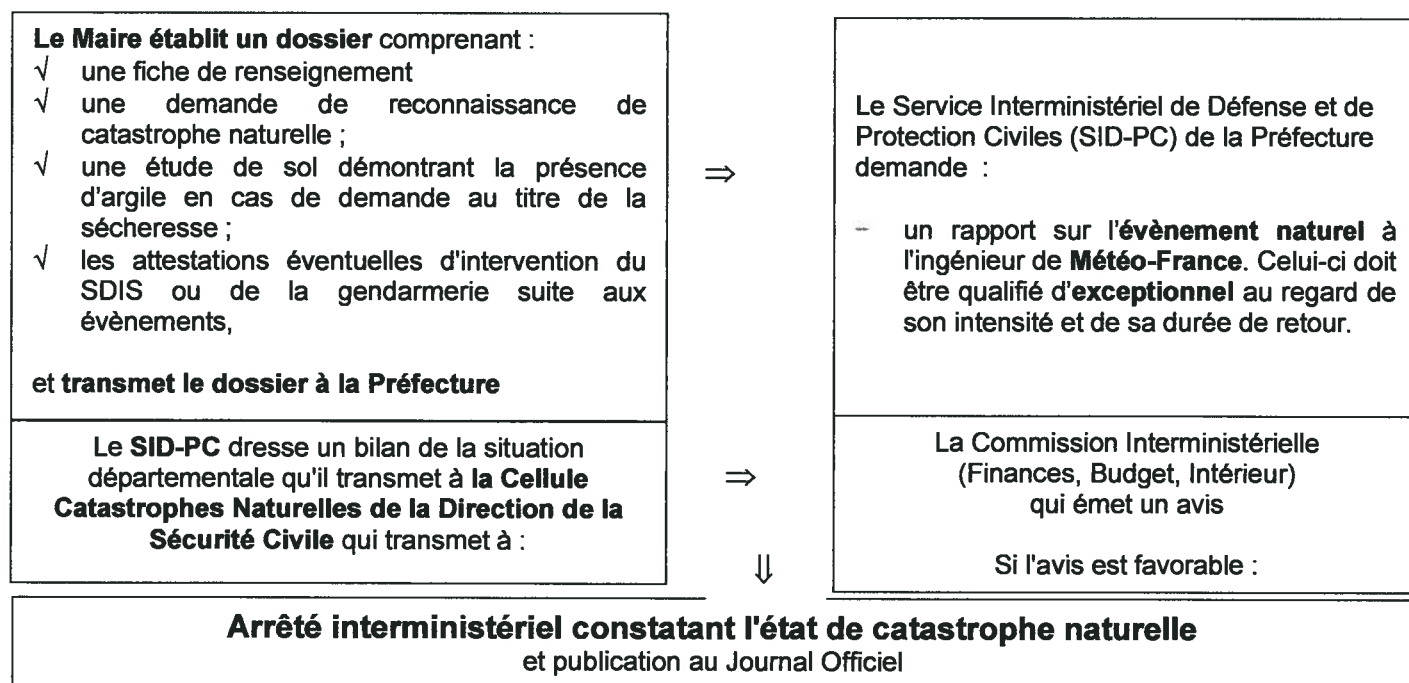 Le Maire établit un dossier comprenant :
√ une fiche de renseignement
√ une demande de reconnaissance de
catastrophe naturelle ;
√ une étude de sol démontrant la présence
d'argile en cas de demande au titre de la
sécheresse ;
√ les attestations éventuelles d'intervention du
SDIS ou de la gendarmerie suite aux
évènements,
et transmet le dossier à la Préfecture
⇒
Le Service Interministériel de Défense et de
Protection Civiles (SID-PC) de la Préfecture
demande :
- un rapport sur l'évènement naturel à
l'ingénieur de Météo-France. Celui-ci doit
être qualifié d'exceptionnel au regard de
son intensité et de sa durée de retour.
Le SID-PC dresse un bilan de la situation
départementale qu'il transmet à la Cellule
Catastrophes Naturelles de la Direction de la
Sécurité Civile qui transmet à :
⇒
La Commission Interministérielle
(Finances, Budget, Intérieur)
qui émet un avis
Si l'avis est favorable :
⇓
Arrêté interministériel constatant l'état de catastrophe naturelle
et publication au Journal Officiel